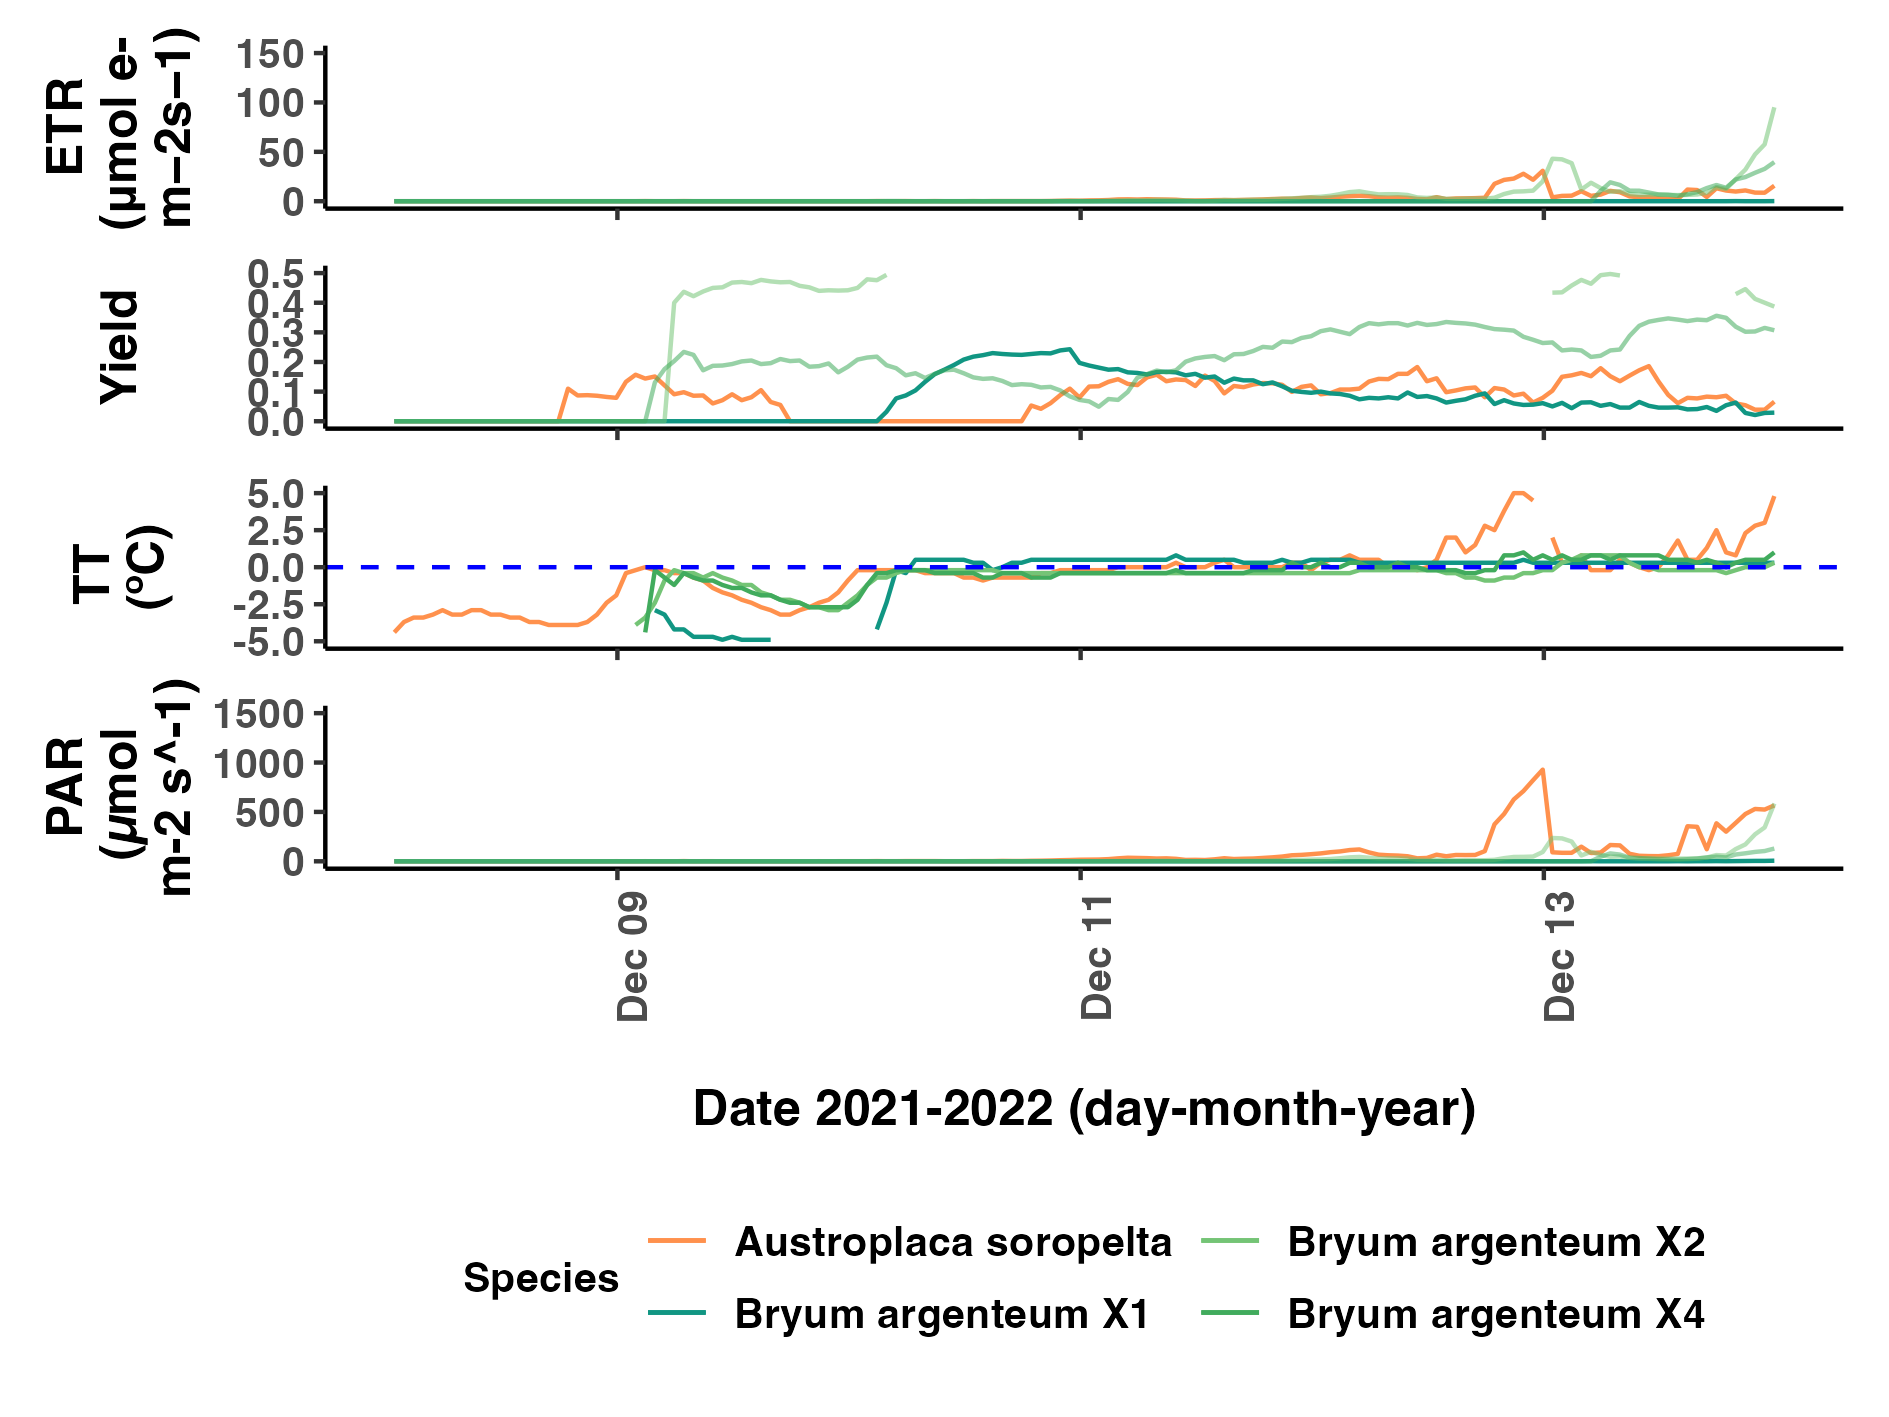 ETR
(µmol e-
m−2s−1)
150
100
50
0
Yield
0.5
0.4
0.3
0.2
0.1
0.0
TT
(ºC)
5.0
2.5
0.0
-2.5
-5.0
PAR
(µmol
m-2 s^-1)
1500
1000
500
0
Dec 09
Dec 11
Dec 13
Date 2021-2022 (day-month-year)
Species
Austroplaca soropelta
Bryum argenteum X2
Bryum argenteum X1
Bryum argenteum X4